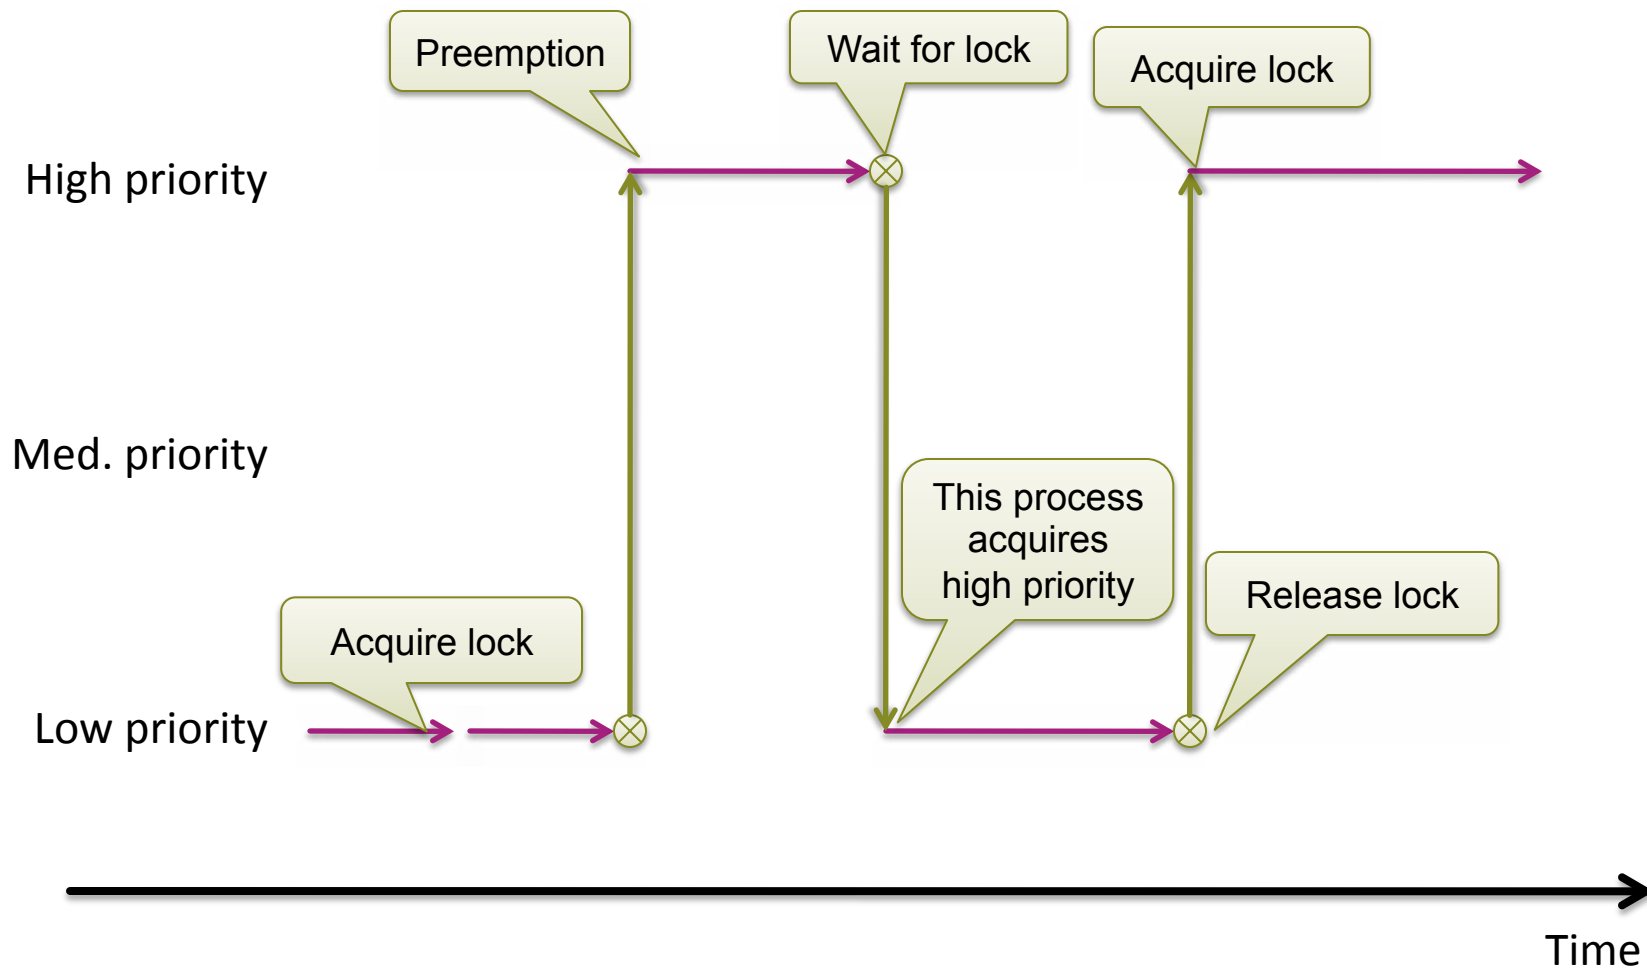 Preemption
Wait for lock
Acquire lock
High priority
Med. priority
This process
acquires
high priority
Release lock
Acquire lock
Low priority
Time